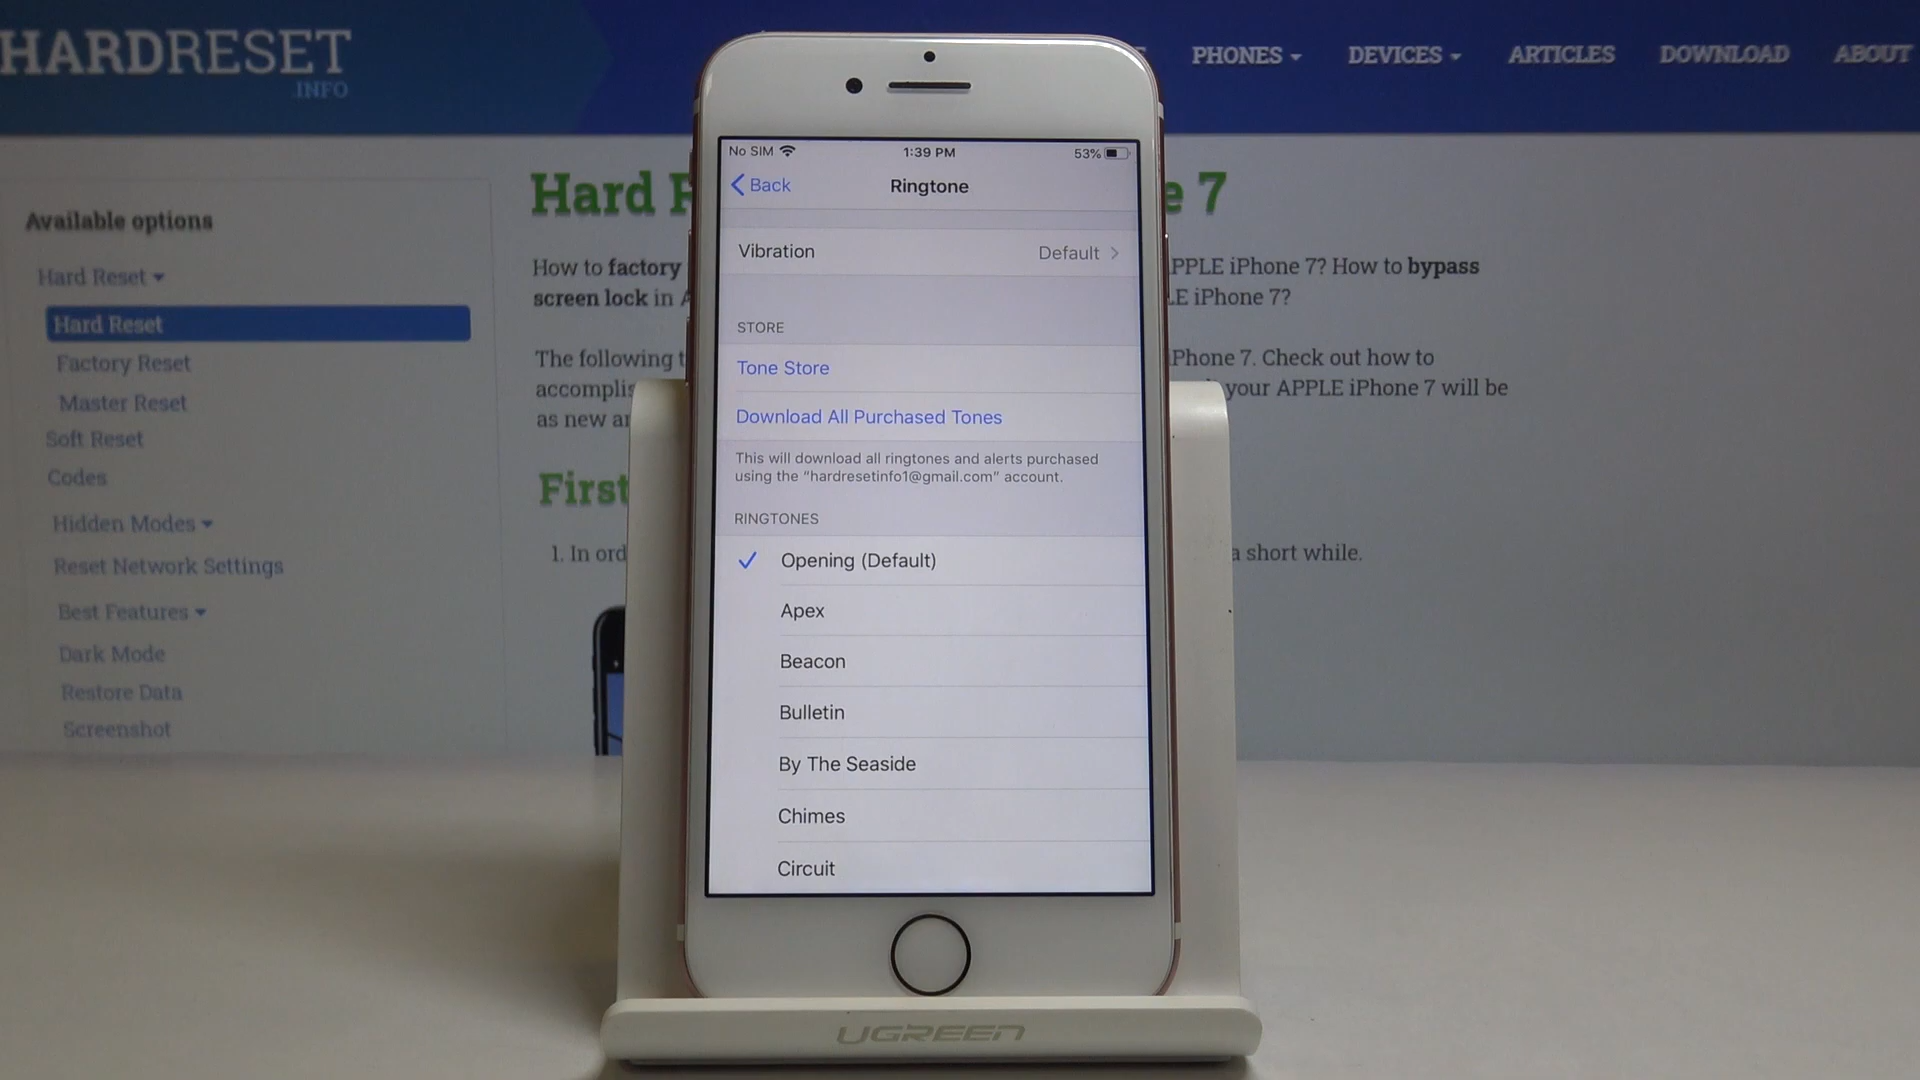 HARDRESET
.INFO
PHONES
DEVICES
ARTICLES
DOWNLOAD
ABOUT
Available options
Hard Reset
Hard Reset
Factory Reset
Master Reset
Soft Reset
Codes
Hidden Modes
Reset Network Settings
Best Features
Dark Mode
Restore Data
Screenshot
Hard 7
How to factory PPLE iPhone 7? How to bypass
screen lock in iPhone 7?
The following Phone 7. Check out how to
your APPLE iPhone 7 will be
as new
First
1. In a short while.
No SIM 1:39 PM 53%
Back Ringtone
Vibration Default
STORE
Tone Store
Download All Purchased Tones
This will download all ringtones and alerts purchased
using the “hardresetinfo1@gmail.com” account.
RINGTONES
Opening (Default)
Apex
Beacon
Bulletin
By The Seaside
Chimes
Circuit
UGREEN